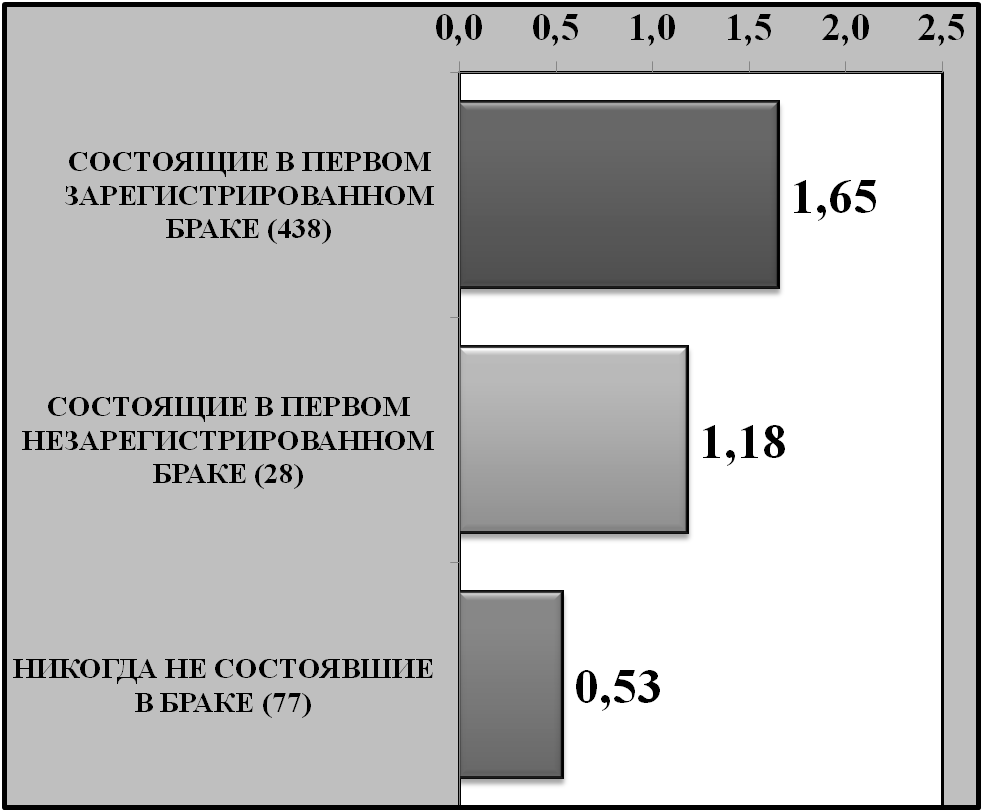 0,0 0,5 1,0 1,5 2,0 2,5
СОСТОЯЩИЕ В ПЕРВОМ
ЗАРЕГИСТРИРОВАННОМ
БРАКЕ (438)
1,65
СОСТОЯЩИЕ В ПЕРВОМ
НЕЗАРЕГИСТРИРОВАННОМ
БРАКЕ (28)
1,18
НИКОГДА НЕ СОСТОЯВШИЕ
В БРАКЕ (77)
0,53